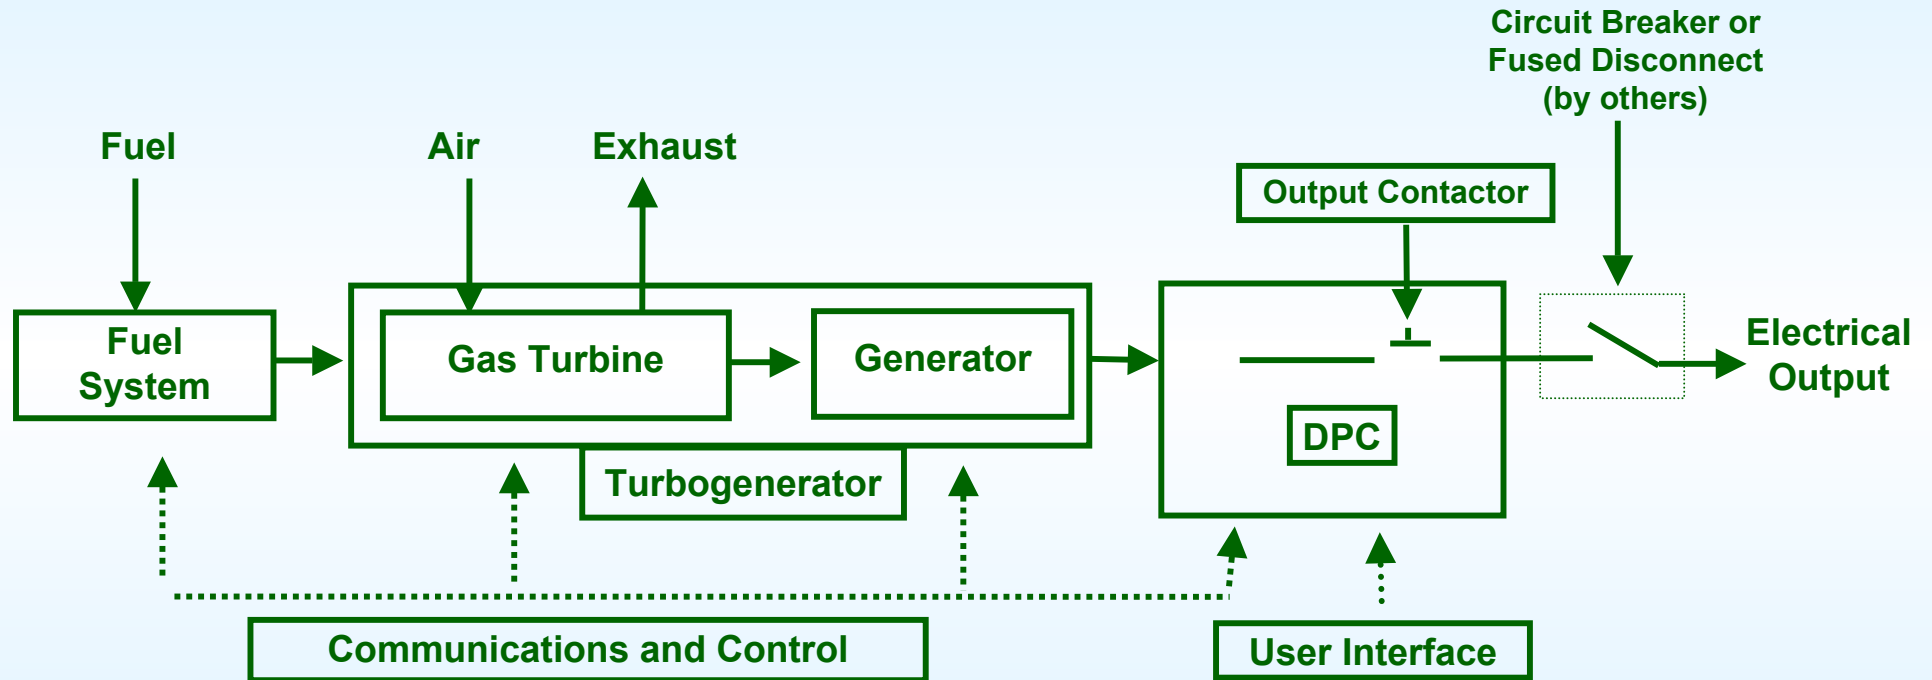 Circuit Breaker or
Fused Disconnect
(by others)
Fuel
Air
Exhaust
Output Contactor
Fuel
System
Gas Turbine
Generator
Electrical
Output
DPC
Turbogenerator
Communications and Control
User Interface